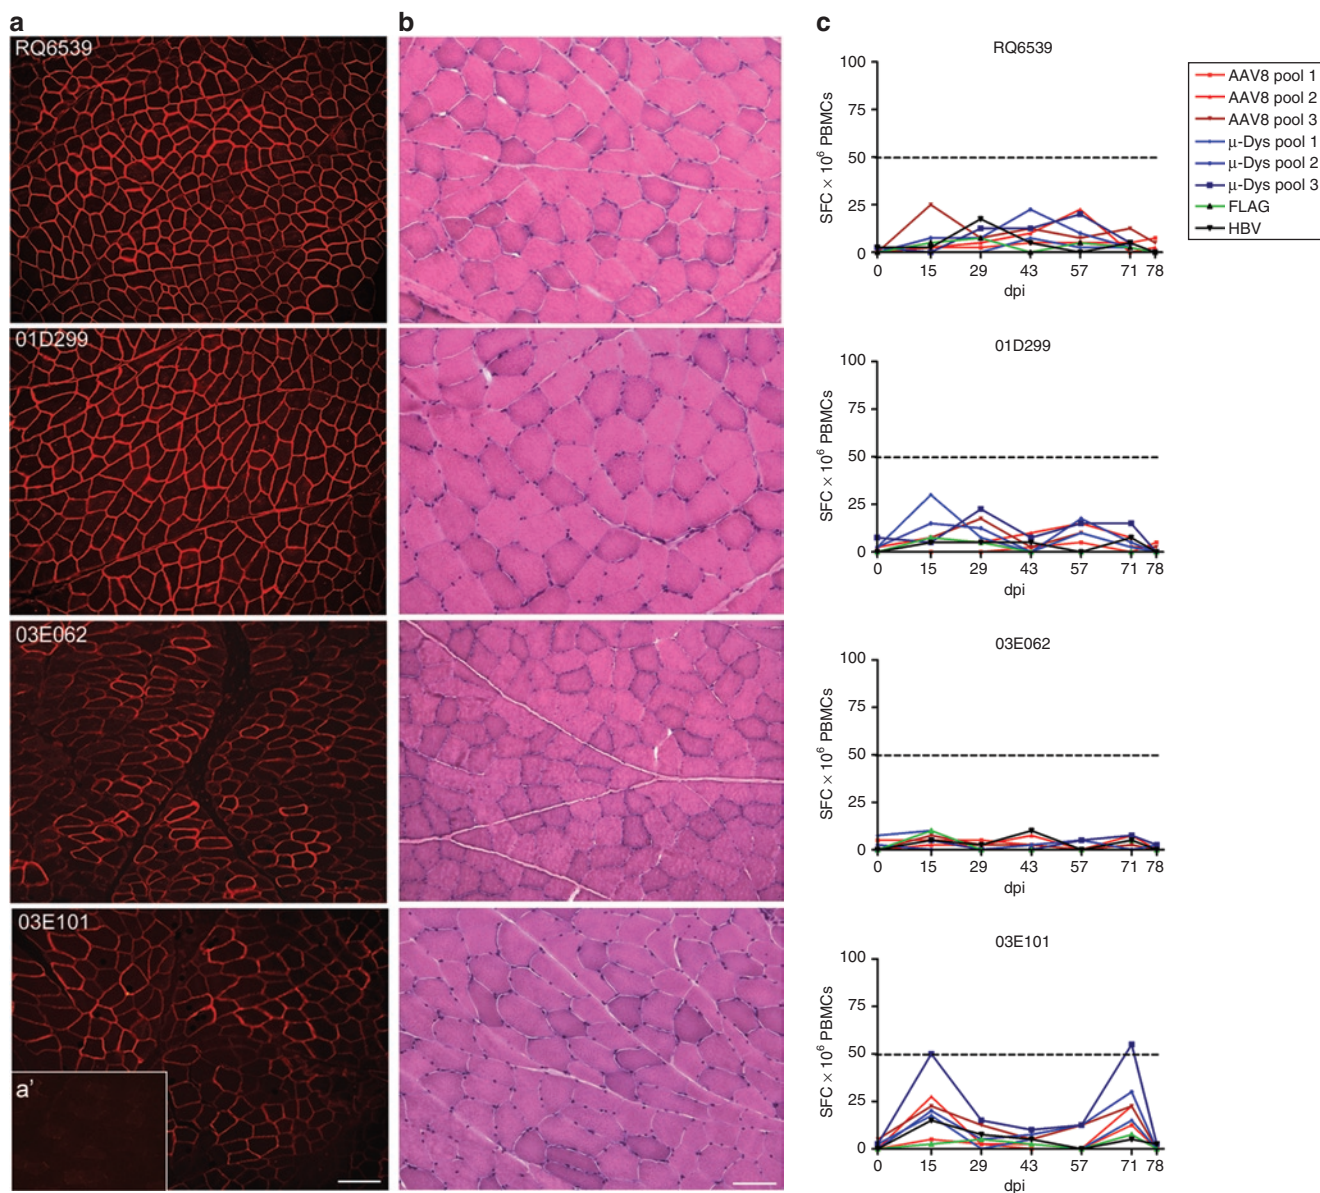 a
b
c
RQ6539
01D299
03E062
03E101
a'
RQ6539
100
75
50
25
0
SFC × 10⁶ PBMCs
0 15 29 43 57 71 78
dpi
AAV8 pool 1
AAV8 pool 2
AAV8 pool 3
μ-Dys pool 1
μ-Dys pool 2
μ-Dys pool 3
FLAG
HBV
01D299
100
75
50
25
0
SFC × 10⁶ PBMCs
0 15 29 43 57 71 78
dpi
03E062
100
75
50
25
0
SFC × 10⁶ PBMCs
0 15 29 43 57 71 78
dpi
03E101
100
75
50
25
0
SFC × 10⁶ PBMCs
0 15 29 43 57 71 78
dpi